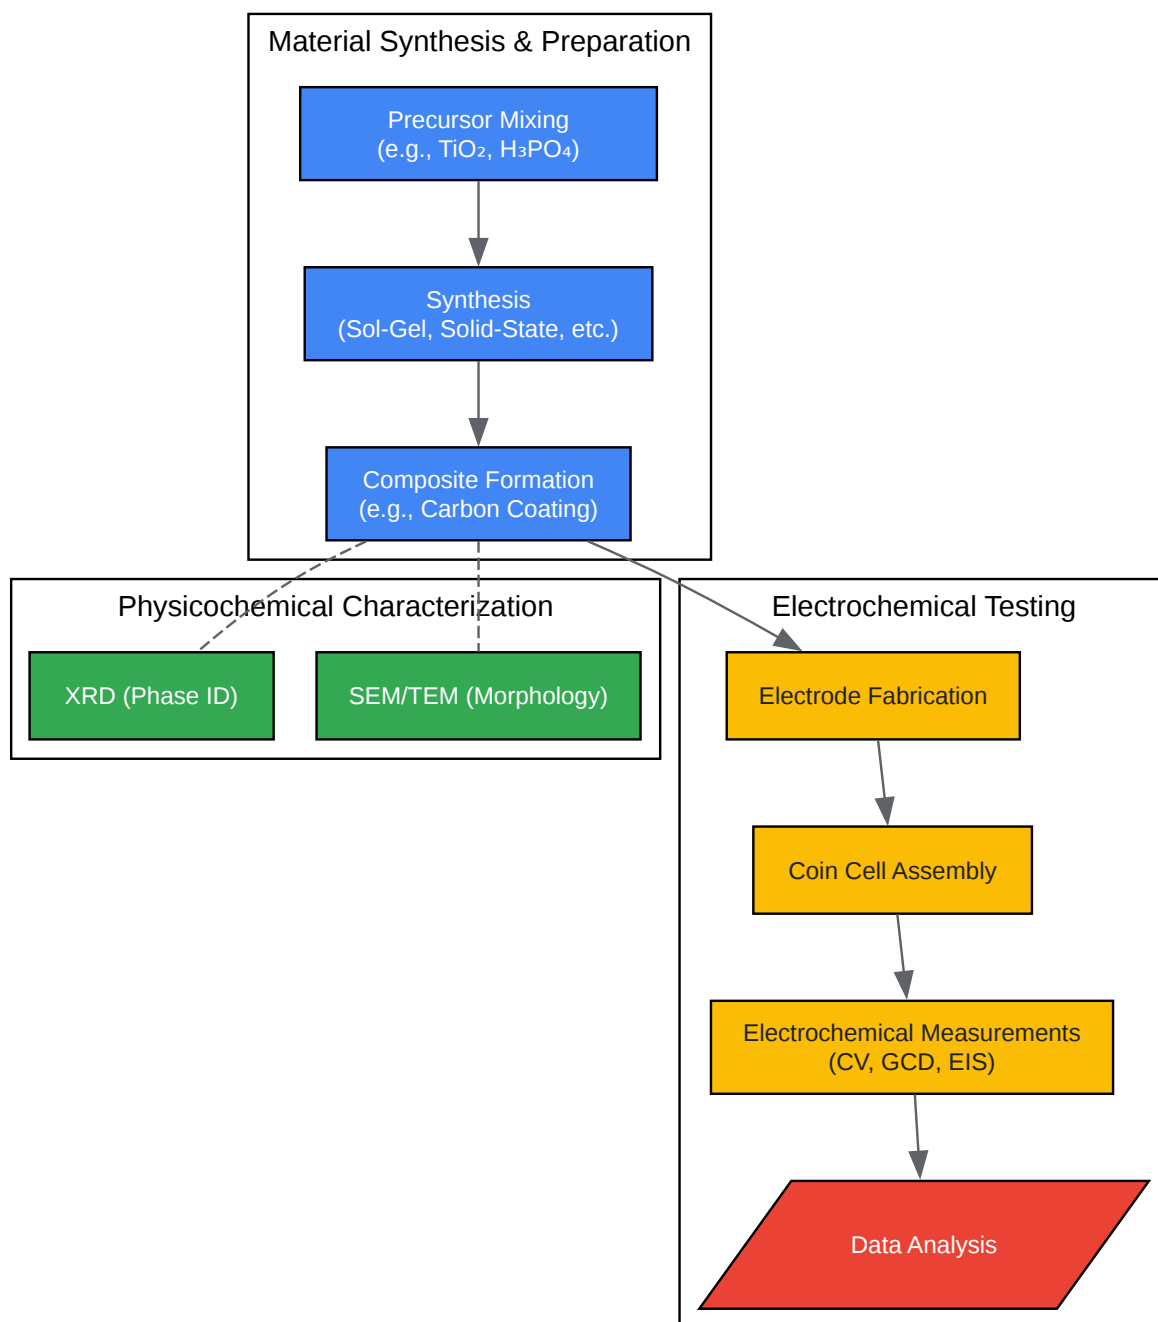 Material Synthesis & Preparation
Precursor Mixing
(e.g., TiO₂, H₃PO₄)
Synthesis
(Sol-Gel, Solid-State, etc.)
Composite Formation
(e.g., Carbon Coating)
Physicochemical Characterization
XRD (Phase ID)
SEM/TEM (Morphology)
Electrochemical Testing
Electrode Fabrication
Coin Cell Assembly
Electrochemical Measurements
(CV, GCD, EIS)
Data Analysis